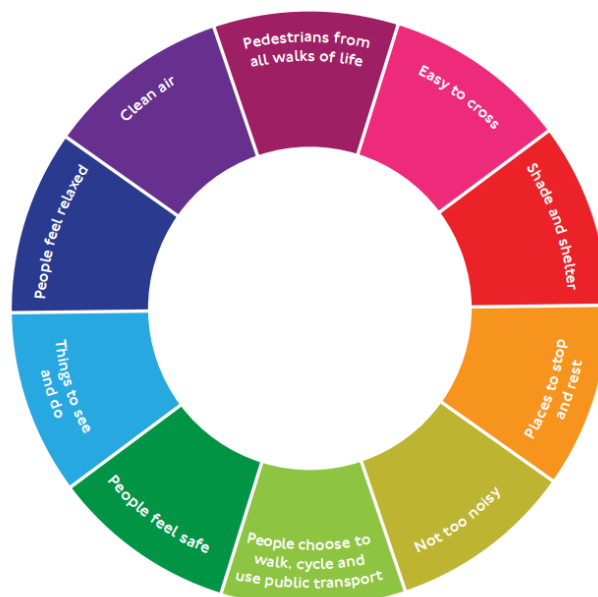 Pedestrians from
all walks of life
Easy to cross
Shade and shelter
Places to stop
and rest
Not too noisy
People choose to
walk, cycle and
use public transport
People feel safe
Things to see
and do
People feel relaxed
Clean air